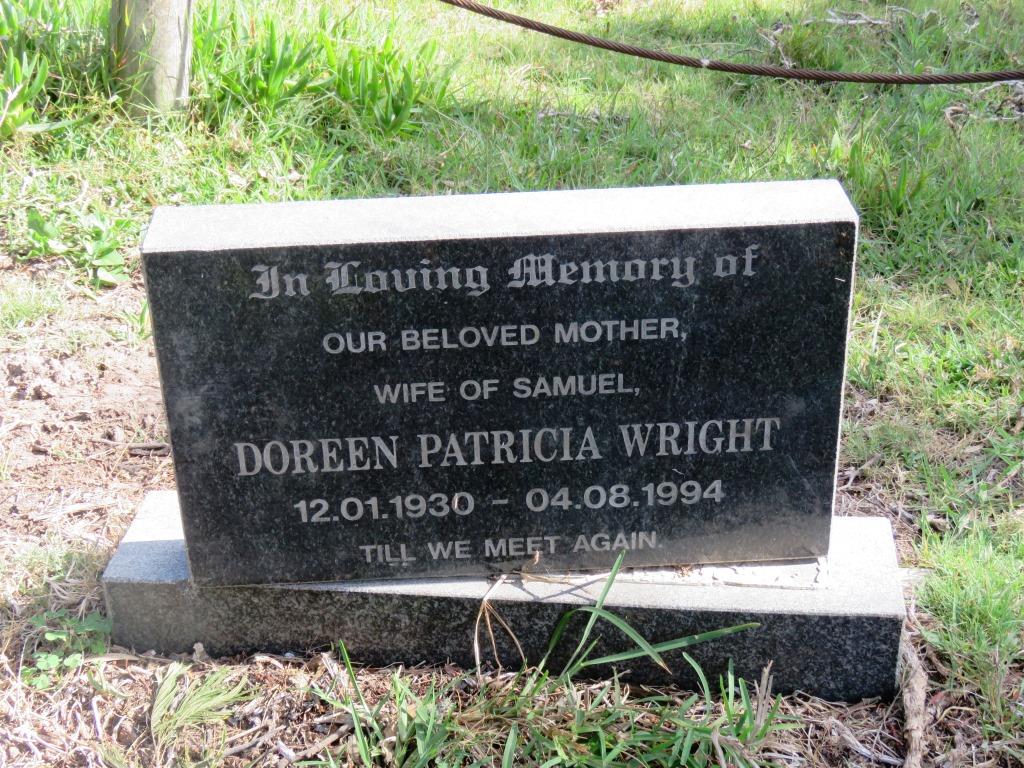 In Loving Memory of
OUR BELOVED MOTHER,
WIFE OF SAMUEL,
DOREEN PATRICIA WRIGHT
12.01.1930 - 04.08.1994
TILL WE MEET AGAIN.